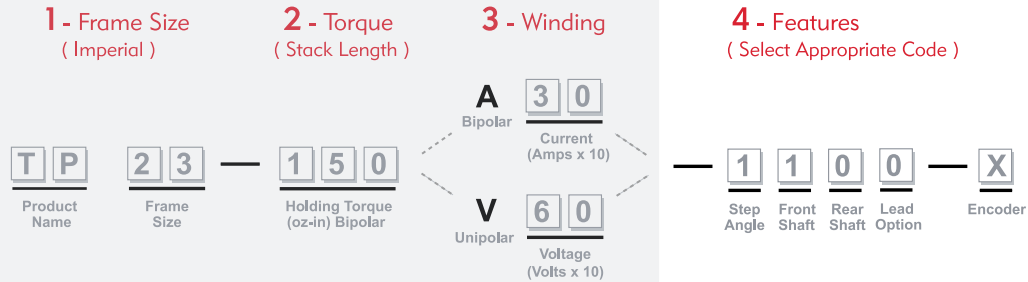 1 - Frame Size
( Imperial )
2 - Torque
( Stack Length )
3 - Winding
4 - Features
( Select Appropriate Code )
A 3 0
Bipolar
Current
(Amps x 10)
T P 2 3 — 1 5 0
Product
Name
Frame
Size
Holding Torque
(oz-in) Bipolar
V 6 0
Unipolar
Voltage
(Volts x 10)
— 1 1 0 0 — X
Step
Angle
Front
Shaft
Rear
Shaft
Lead
Option
Encoder